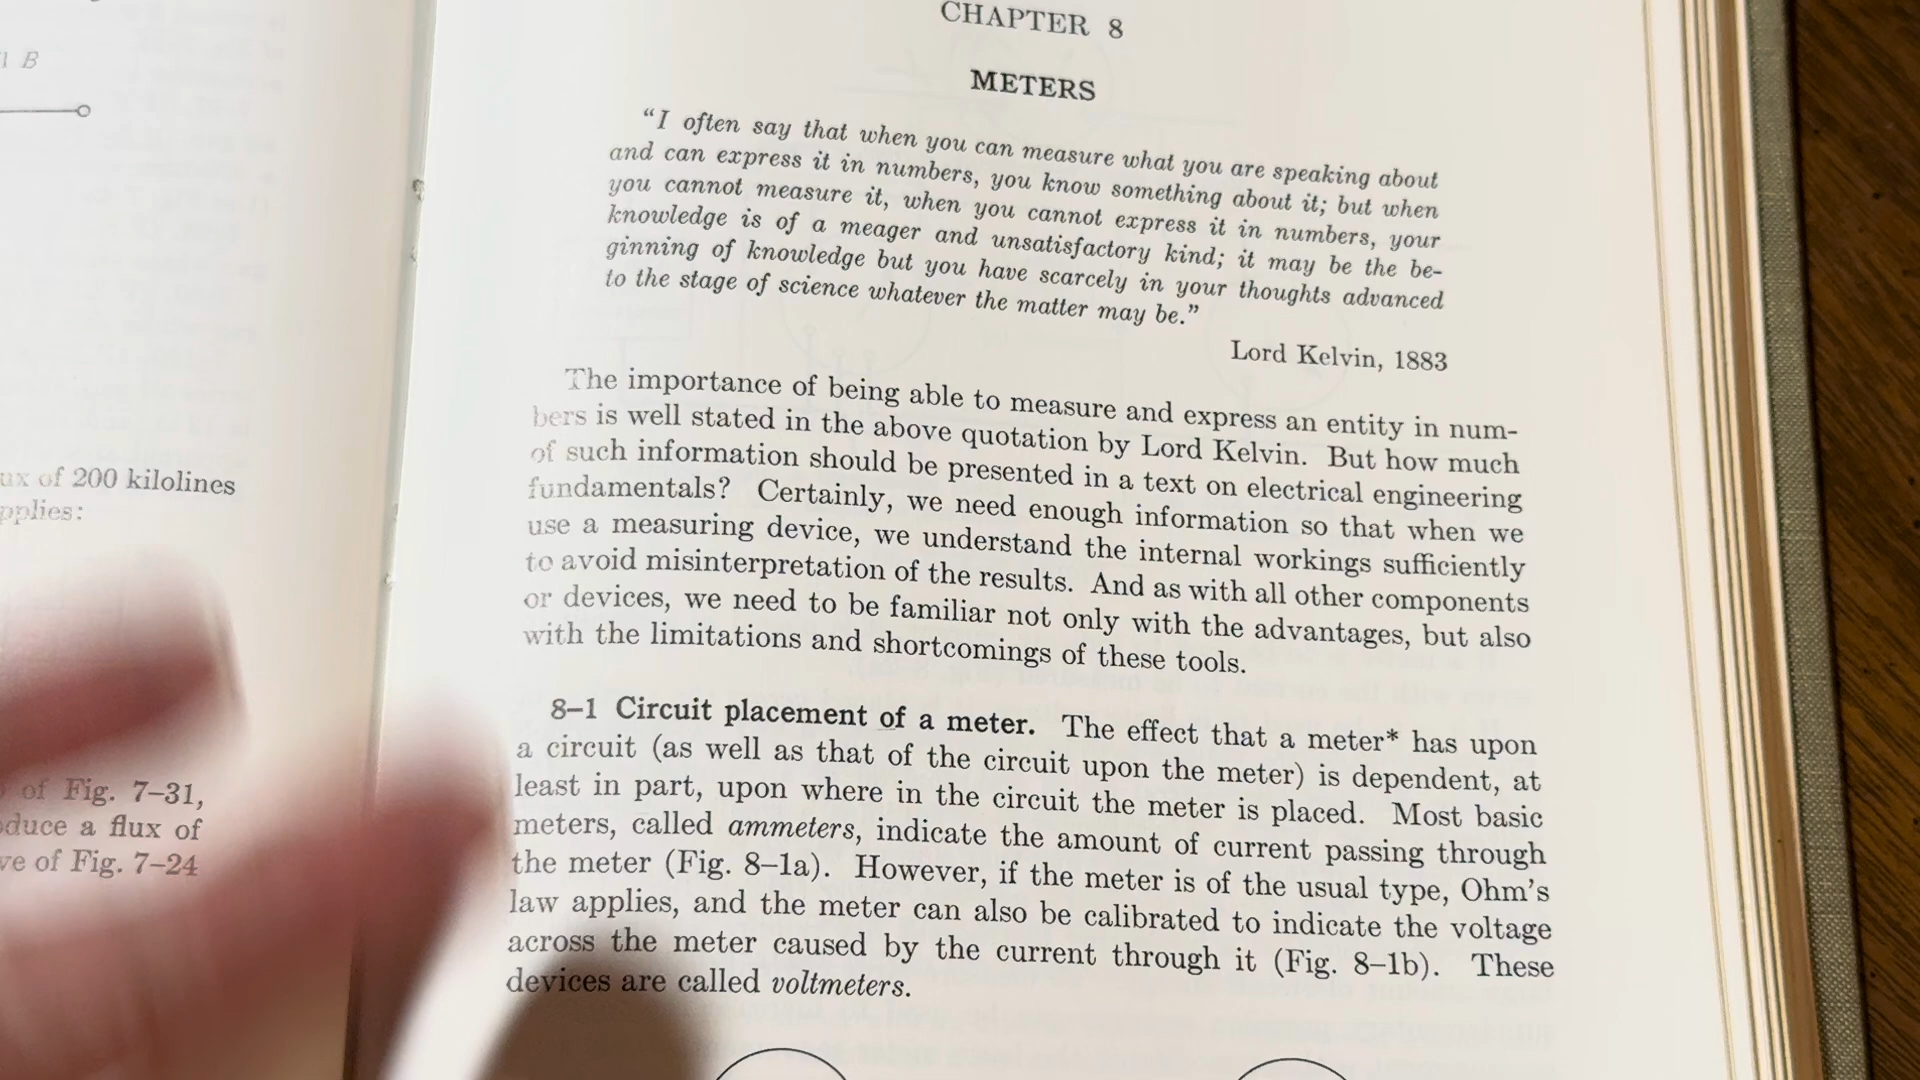 B
ux of 200 kilolines
pplies:
of Fig. 7–31,
duce a flux of
ve of Fig. 7–24
CHAPTER 8
METERS
“I often say that when you can measure what you are speaking about
and can express it in numbers, you know something about it; but when
you cannot measure it, when you cannot express it in numbers, your
knowledge is of a meager and unsatisfactory kind; it may be the be-
ginning of knowledge but you have scarcely in your thoughts advanced
to the stage of science whatever the matter may be.”
Lord Kelvin, 1883
The importance of being able to measure and express an entity in num-
bers is well stated in the above quotation by Lord Kelvin. But how much
of such information should be presented in a text on electrical engineering
fundamentals? Certainly, we need enough information so that when we
use a measuring device, we understand the internal workings sufficiently
to avoid misinterpretation of the results. And as with all other components
or devices, we need to be familiar not only with the advantages, but also
with the limitations and shortcomings of these tools.
8–1 Circuit placement of a meter. The effect that a meter* has upon
a circuit (as well as that of the circuit upon the meter) is dependent, at
least in part, upon where in the circuit the meter is placed. Most basic
meters, called ammeters, indicate the amount of current passing through
the meter (Fig. 8–1a). However, if the meter is of the usual type, Ohm’s
law applies, and the meter can also be calibrated to indicate the voltage
across the meter caused by the current through it (Fig. 8–1b). These
devices are called voltmeters.